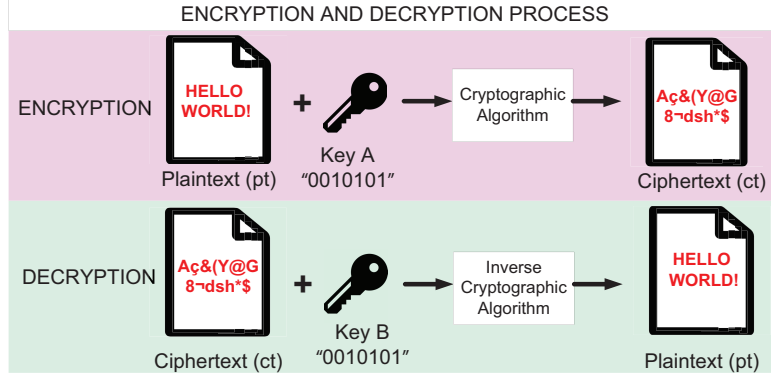 ENCRYPTION AND DECRYPTION PROCESS
ENCRYPTION
HELLO
WORLD!
+
Plaintext (pt)
Key A
"0010101"
Cryptographic
Algorithm
Aç&(Y@G
8¬dsh*$
Ciphertext (ct)
DECRYPTION
Aç&(Y@G
8¬dsh*$
+
Ciphertext (ct)
Key B
"0010101"
Inverse
Cryptographic
Algorithm
HELLO
WORLD!
Plaintext (pt)